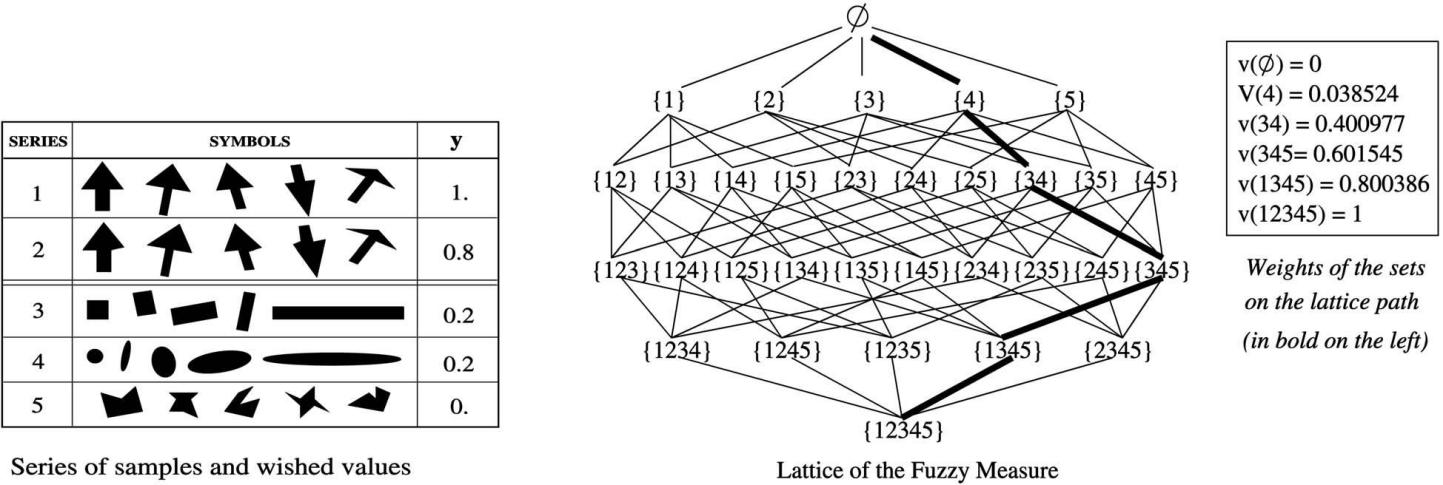 SERIES SYMBOLS y
1 1.
2 0.8
3 0.2
4 0.2
5 0.
Series of samples and wished values
∅
{1} {2} {3} {4} {5}
{12} {13} {14} {15} {23} {24} {25} {34} {35} {45}
{123} {124} {125} {134} {135} {145} {234} {235} {245} {345}
{1234} {1245} {1235} {1345} {2345}
{12345}
Lattice of the Fuzzy Measure
v(∅) = 0
V(4) = 0.038524
v(34) = 0.400977
v(345= 0.601545
v(1345) = 0.800386
v(12345) = 1
Weights of the sets
on the lattice path
(in bold on the left)